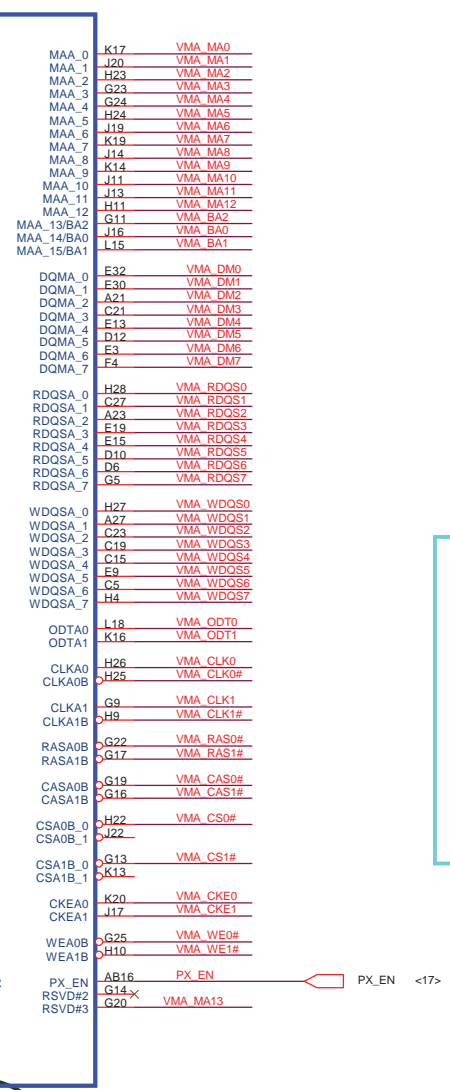 MAA_0 K17 VMA_MA0
MAA_1 J20 VMA_MA1
MAA_2 H23 VMA_MA2
MAA_3 G23 VMA_MA3
MAA_4 G24 VMA_MA4
MAA_5 H24 VMA_MA5
MAA_6 J19 VMA_MA6
MAA_7 K19 VMA_MA7
MAA_8 J14 VMA_MA8
MAA_9 K14 VMA_MA9
MAA_10 J11 VMA_MA10
MAA_11 J13 VMA_MA11
MAA_12 H11 VMA_MA12
MAA_13/BA2 G11 VMA_BA2
MAA_14/BA0 J16 VMA_BA0
MAA_15/BA1 L15 VMA_BA1
DQMA_0 E32 VMA_DM0
DQMA_1 E30 VMA_DM1
DQMA_2 A21 VMA_DM2
DQMA_3 C21 VMA_DM3
DQMA_4 E13 VMA_DM4
DQMA_5 D12 VMA_DM5
DQMA_6 E3 VMA_DM6
DQMA_7 F4 VMA_DM7
RDQSA_0 H28 VMA_RDQS0
RDQSA_1 C27 VMA_RDQS1
RDQSA_2 A23 VMA_RDQS2
RDQSA_3 E19 VMA_RDQS3
RDQSA_4 E15 VMA_RDQS4
RDQSA_5 D10 VMA_RDQS5
RDQSA_6 D6 VMA_RDQS6
RDQSA_7 G5 VMA_RDQS7
WDQSA_0 H27 VMA_WDQS0
WDQSA_1 A27 VMA_WDQS1
WDQSA_2 C23 VMA_WDQS2
WDQSA_3 C19 VMA_WDQS3
WDQSA_4 C15 VMA_WDQS4
WDQSA_5 E9 VMA_WDQS5
WDQSA_6 C5 VMA_WDQS6
WDQSA_7 H4 VMA_WDQS7
ODTA0 L18 VMA_ODT0
ODTA1 K16 VMA_ODT1
CLKA0 H26 VMA_CLK0
CLKA0B H25 VMA_CLK0#
CLKA1 G9 VMA_CLK1
CLKA1B H9 VMA_CLK1#
RASA0B G22 VMA_RAS0#
RASA1B G17 VMA_RAS1#
CASA0B G19 VMA_CAS0#
CASA1B G16 VMA_CAS1#
CSA0B_0 H22 VMA_CS0#
CSA0B_1 J22
CSA1B_0 G13 VMA_CS1#
CSA1B_1 K13
CKEA0 K20 VMA_CKE0
CKEA1 J17 VMA_CKE1
WEA0B G25 VMA_WE0#
WEA1B H10 VMA_WE1#
PX_EN AB16 PX_EN PX_EN <17>
RSVD#2 G14
RSVD#3 G20 VMA_MA13